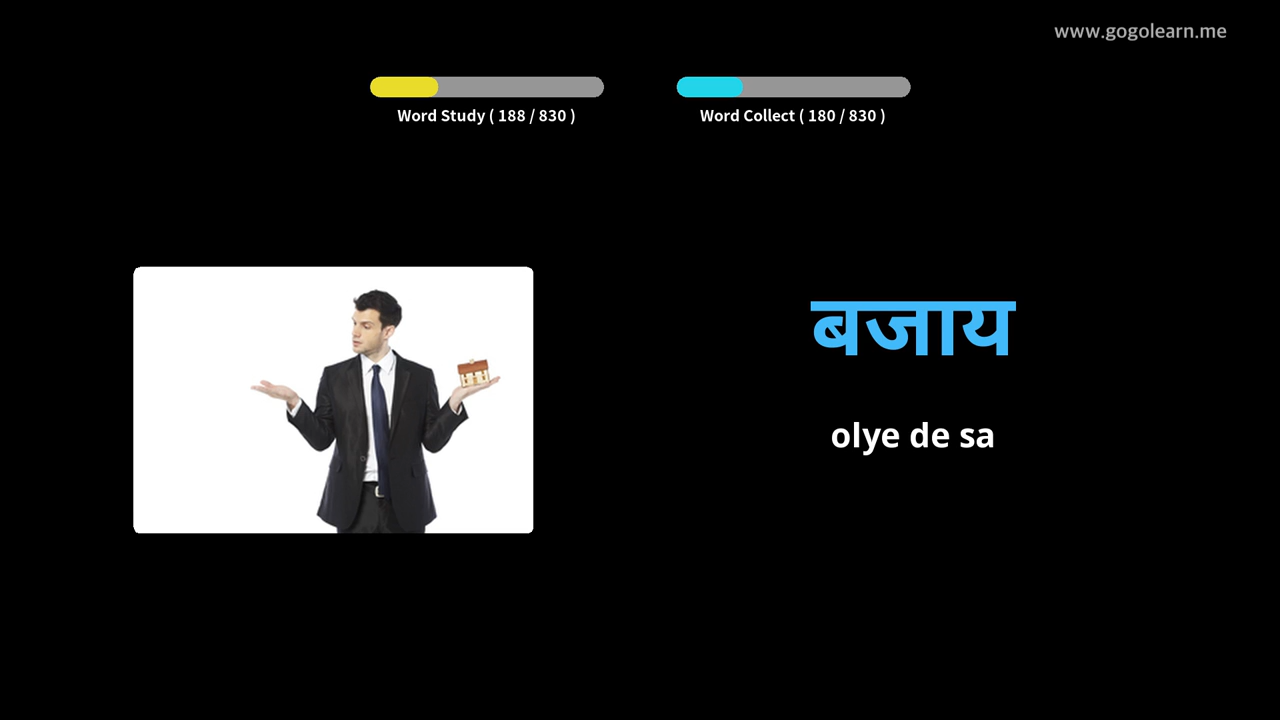 www.gogolearn.me
Word Study ( 188 / 830 )
Word Collect ( 180 / 830 )
बजाय
olye de sa